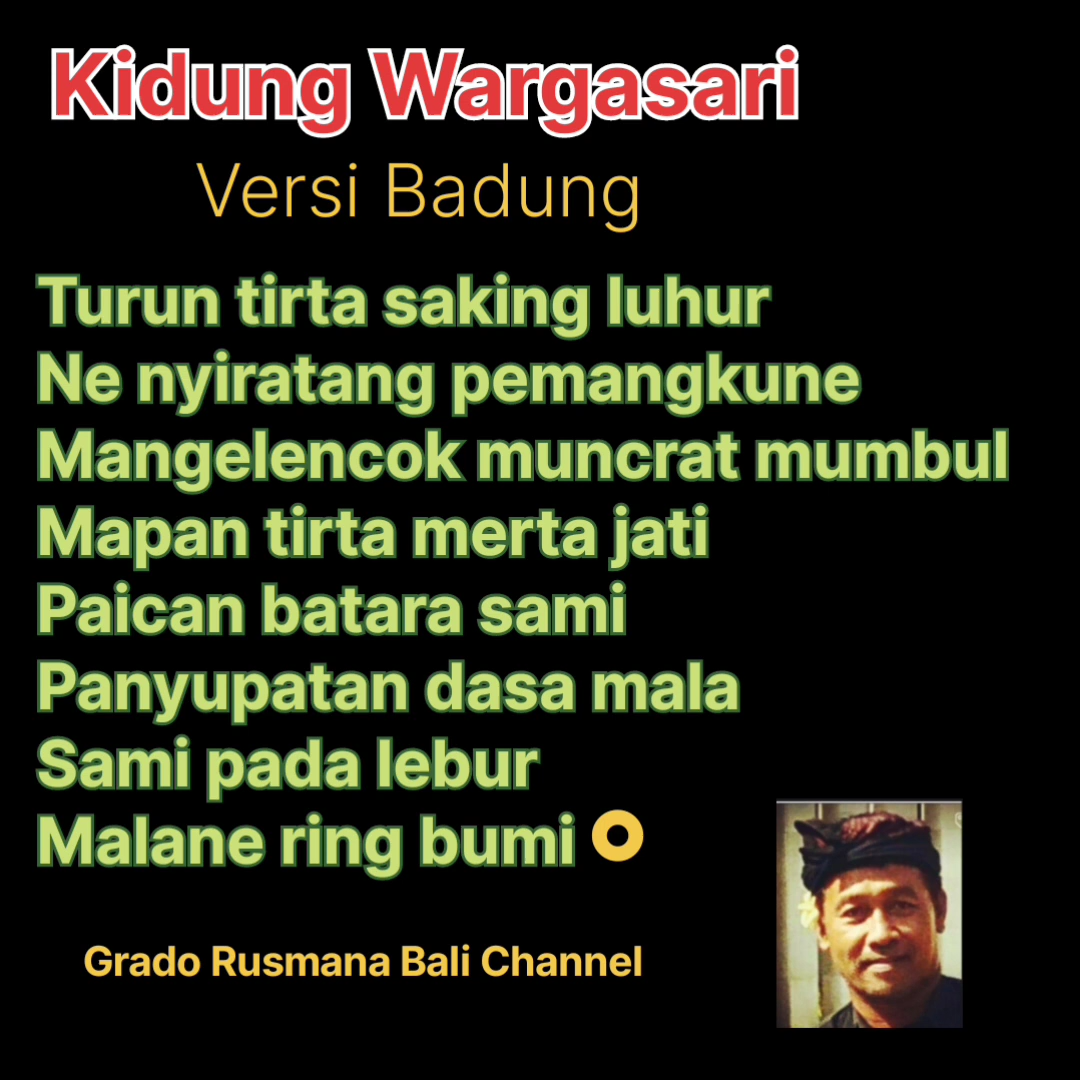 Kidung Wargasari
Versi Badung
Turun tirta saking luhur
Ne nyiratang pemangkune
Mangelencok muncrat mumbul
Mapan tirta merta jati
Paican batara sami
Panyupatan dasa mala
Sami pada lebur
Malane ring bumi
Grado Rusmana Bali Channel